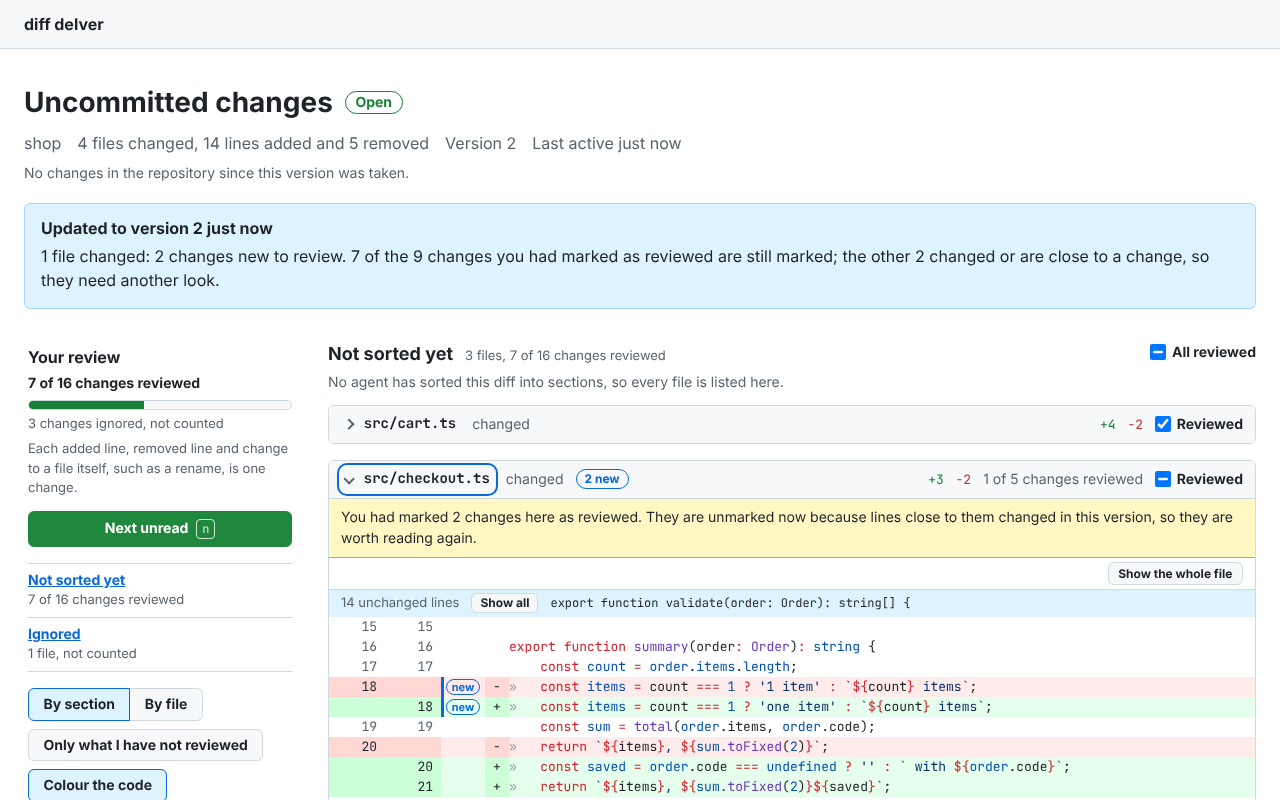 diff delver
Uncommitted changes Open
shop 4 files changed, 14 lines added and 5 removed Version 2 Last active just now
No changes in the repository since this version was taken.
Updated to version 2 just now
1 file changed: 2 changes new to review. 7 of the 9 changes you had marked as reviewed are still marked; the other 2 changed or are close to a change, so
they need another look.
Your review
7 of 16 changes reviewed
3 changes ignored, not counted
Each added line, removed line and change
to a file itself, such as a rename, is one
change.
Next unread n
Not sorted yet
7 of 16 changes reviewed
Ignored
1 file, not counted
By section By file
Only what I have not reviewed
Colour the code
Not sorted yet 3 files, 7 of 16 changes reviewed All reviewed
No agent has sorted this diff into sections, so every file is listed here.
src/cart.ts changed +4 -2 Reviewed
src/checkout.ts changed 2 new +3 -2 1 of 5 changes reviewed Reviewed
You had marked 2 changes here as reviewed. They are unmarked now because lines close to them changed in this version, so they are
worth reading again.
Show the whole file
14 unchanged lines Show all export function validate(order: Order): string[] {
15 15
16 16 export function summary(order: Order): string {
17 17 const count = order.items.length;
18 new - » const items = count === 1 ? '1 item' : `${count} items`;
18 new + » const items = count === 1 ? 'one item' : `${count} items`;
19 19 const sum = total(order.items, order.code);
20 - » return `${items}, ${sum.toFixed(2)}`;
20 + » const saved = order.code === undefined ? '' : ` with ${order.code}`;
21 + » return `${items}, ${sum.toFixed(2)}${saved}`;